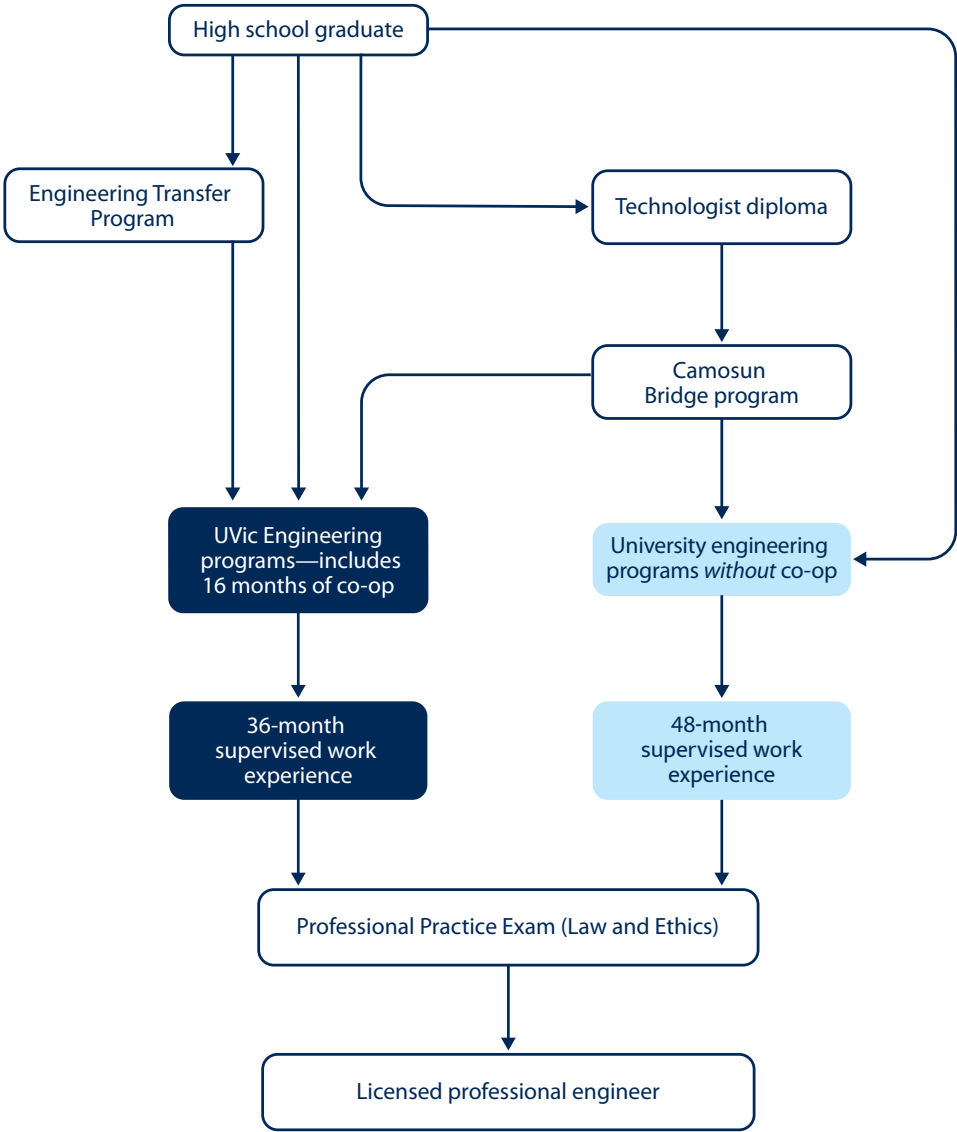 High school graduate
Engineering Transfer
Program
Technologist diploma
Camosun
Bridge program
UVic Engineering
programs—includes
16 months of co-op
University engineering
programs without co-op
36-month
supervised work
experience
48-month
supervised work
experience
Professional Practice Exam (Law and Ethics)
Licensed professional engineer